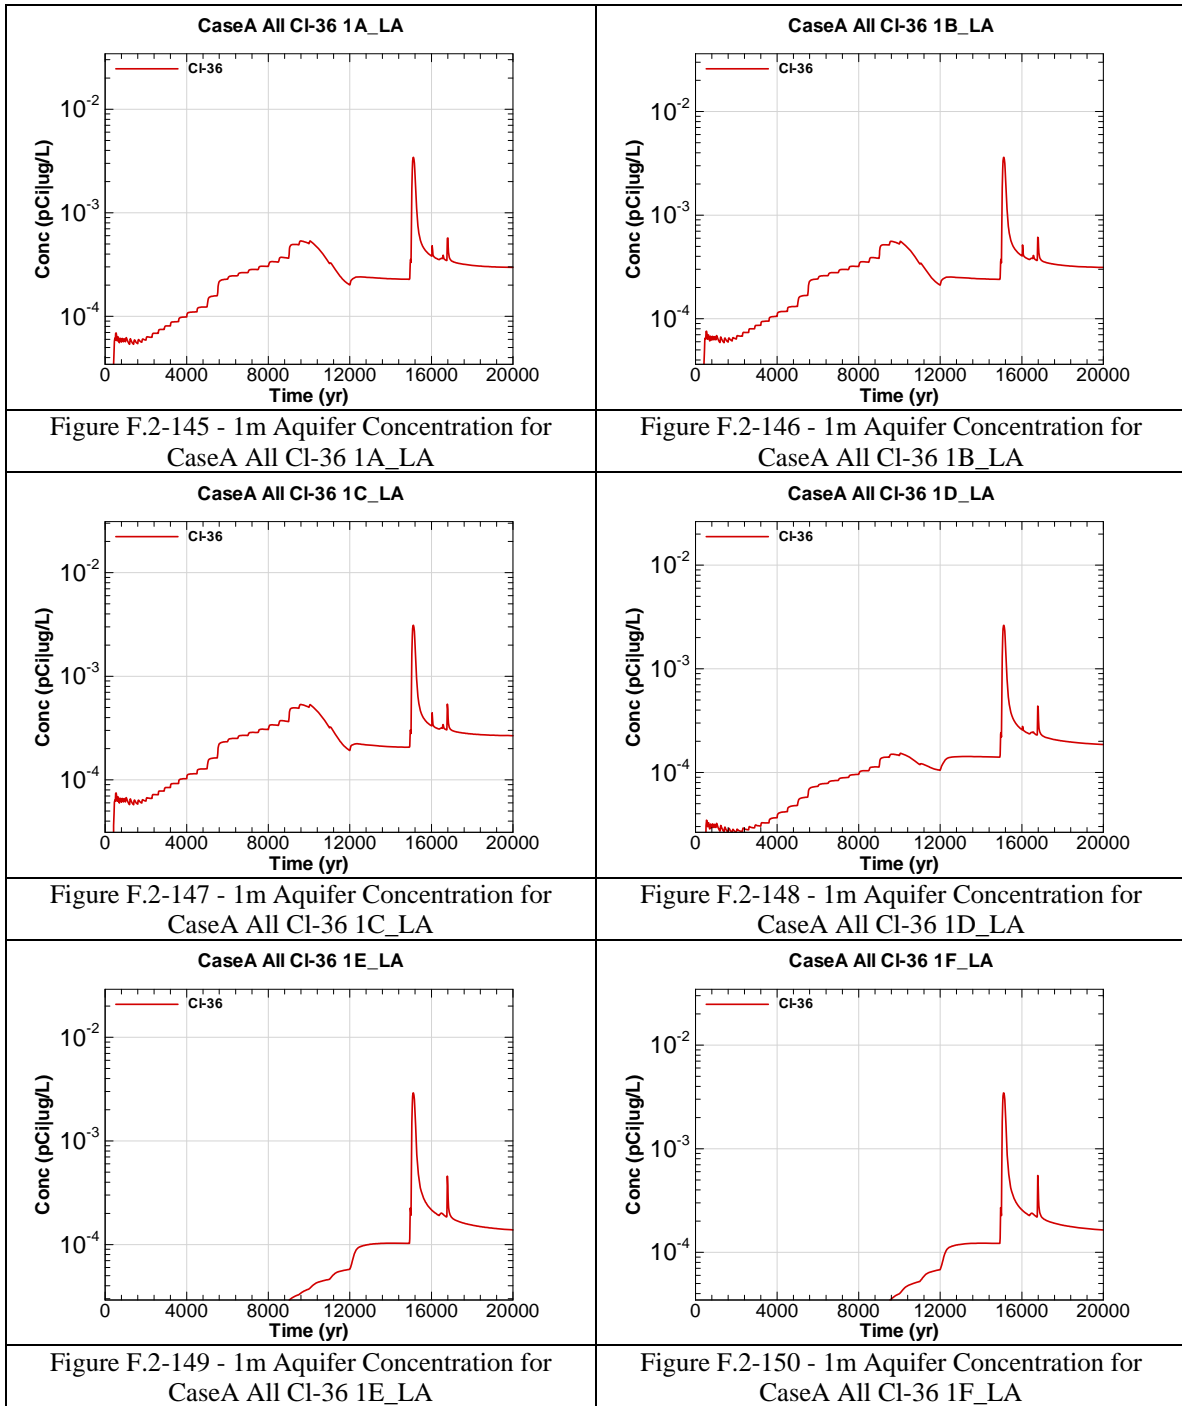 CaseA All Cl-36 1A_LA
Cl-36
Conc (pCi|ug/L)
10-2
10-3
10-4
0 4000 8000 12000 16000 20000
Time (yr)
Figure F.2-145 - 1m Aquifer Concentration for
CaseA All Cl-36 1A_LA
CaseA All Cl-36 1B_LA
Cl-36
Conc (pCi|ug/L)
10-2
10-3
10-4
0 4000 8000 12000 16000 20000
Time (yr)
Figure F.2-146 - 1m Aquifer Concentration for
CaseA All Cl-36 1B_LA
CaseA All Cl-36 1C_LA
Cl-36
Conc (pCi|ug/L)
10-2
10-3
10-4
0 4000 8000 12000 16000 20000
Time (yr)
Figure F.2-147 - 1m Aquifer Concentration for
CaseA All Cl-36 1C_LA
CaseA All Cl-36 1D_LA
Cl-36
Conc (pCi|ug/L)
10-2
10-3
10-4
0 4000 8000 12000 16000 20000
Time (yr)
Figure F.2-148 - 1m Aquifer Concentration for
CaseA All Cl-36 1D_LA
CaseA All Cl-36 1E_LA
Cl-36
Conc (pCi|ug/L)
10-2
10-3
10-4
0 4000 8000 12000 16000 20000
Time (yr)
Figure F.2-149 - 1m Aquifer Concentration for
CaseA All Cl-36 1E_LA
CaseA All Cl-36 1F_LA
Cl-36
Conc (pCi|ug/L)
10-2
10-3
10-4
0 4000 8000 12000 16000 20000
Time (yr)
Figure F.2-150 - 1m Aquifer Concentration for
CaseA All Cl-36 1F_LA